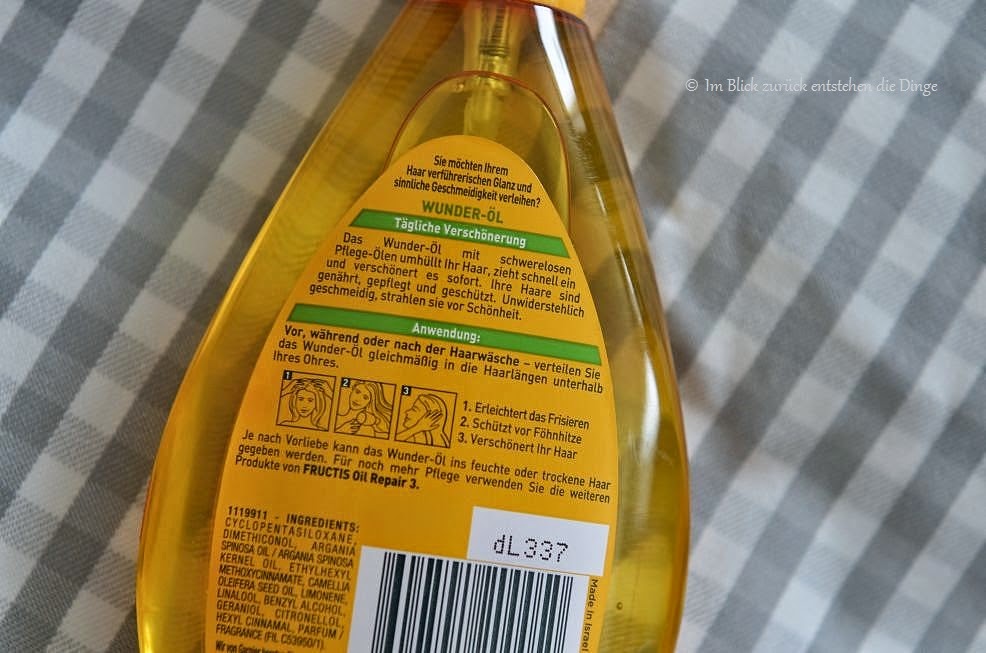 © Im Blick zurück entstehen die Dinge
Sie möchten Ihrem
Haar verführerischen Glanz und
sinnliche Geschmeidigkeit verleihen?
WUNDER-ÖL
Tägliche Verschönerung
Das Wunder-Öl mit schwerelosen
Pflege-Ölen umhüllt Ihr Haar, zieht schnell ein
und verschönert es sofort. Ihre Haare sind
genährt, gepflegt und geschützt. Unwiderstehlich
geschmeidig, strahlen sie vor Schönheit.
Anwendung:
Vor, während oder nach der Haarwäsche – verteilen Sie
das Wunder-Öl gleichmäßig in die Haarlängen unterhalb
Ihres Ohres.
1 2 3
1. Erleichtert das Frisieren
2. Schützt vor Föhnhitze
3. Verschönert Ihr Haar
Je nach Vorliebe kann das Wunder-Öl ins feuchte oder trockene Haar
gegeben werden. Für noch mehr Pflege verwenden Sie die weiteren
Produkte von FRUCTIS Oil Repair 3.
1119911 - INGREDIENTS:
CYCLOPENTASILOXANE,
DIMETHICONOL, ARGANIA
SPINOSA OIL / ARGANIA SPINOSA
KERNEL OIL, ETHYLHEXYL
METHOXYCINNAMATE, CAMELLIA
OLEIFERA SEED OIL, LIMONENE,
LINALOOL, BENZYL ALCOHOL,
GERANIOL, CITRONELLOL,
HEXYL CINNAMAL, PARFUM /
FRAGRANCE (FIL C53950/1).
Wir von Garnier
dL337
Made in Israel